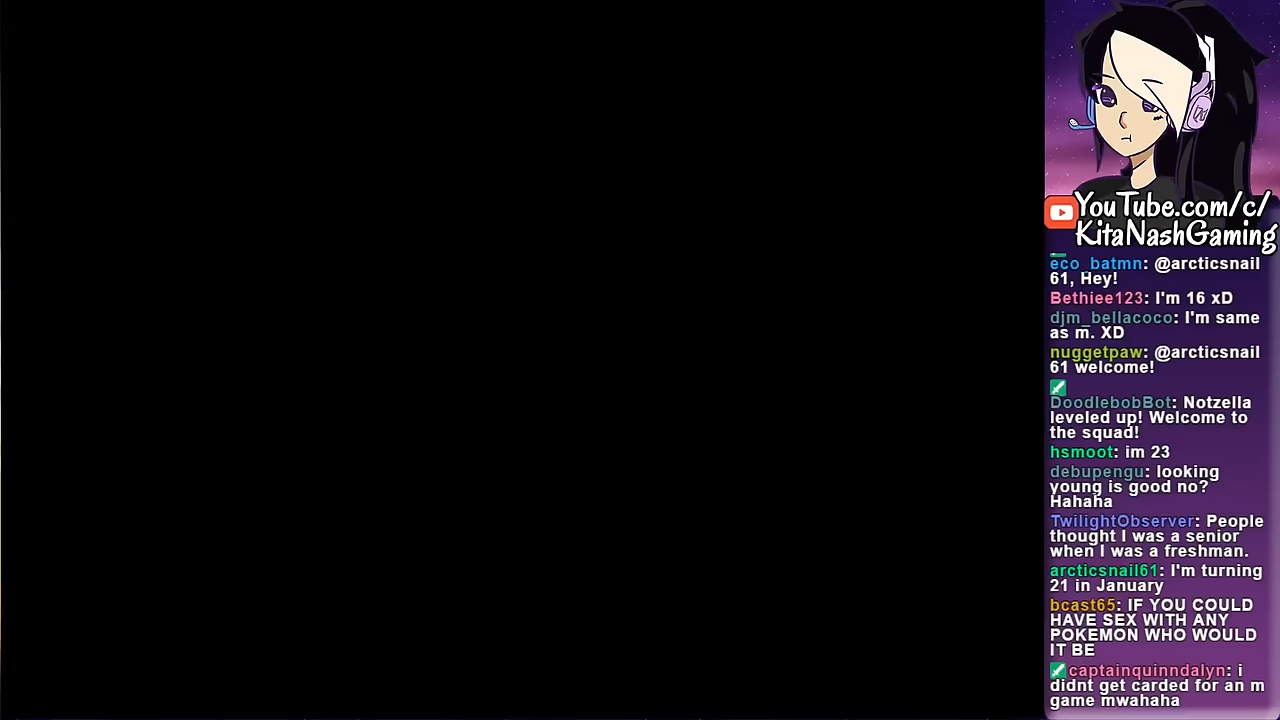 YouTube.com/c/
KitaNashGaming
eco_batmn: @arcticsnail
61, Hey!
Bethiee123: I'm 16 xD
djm_bellacoco: I'm same
as m. XD
nuggetpaw: @arcticsnail
61 welcome!
DoodlebobBot: Notzella
leveled up! Welcome to
the squad!
hsmoot: im 23
debupengu: looking
young is good no?
Hahaha
TwilightObserver: People
thought I was a senior
when I was a freshman.
arcticsnail61: I'm turning
21 in January
bcast65: IF YOU COULD
HAVE SEX WITH ANY
POKEMON WHO WOULD
IT BE
captainquinndalyn: i
didnt get carded for an m
game mwahaha